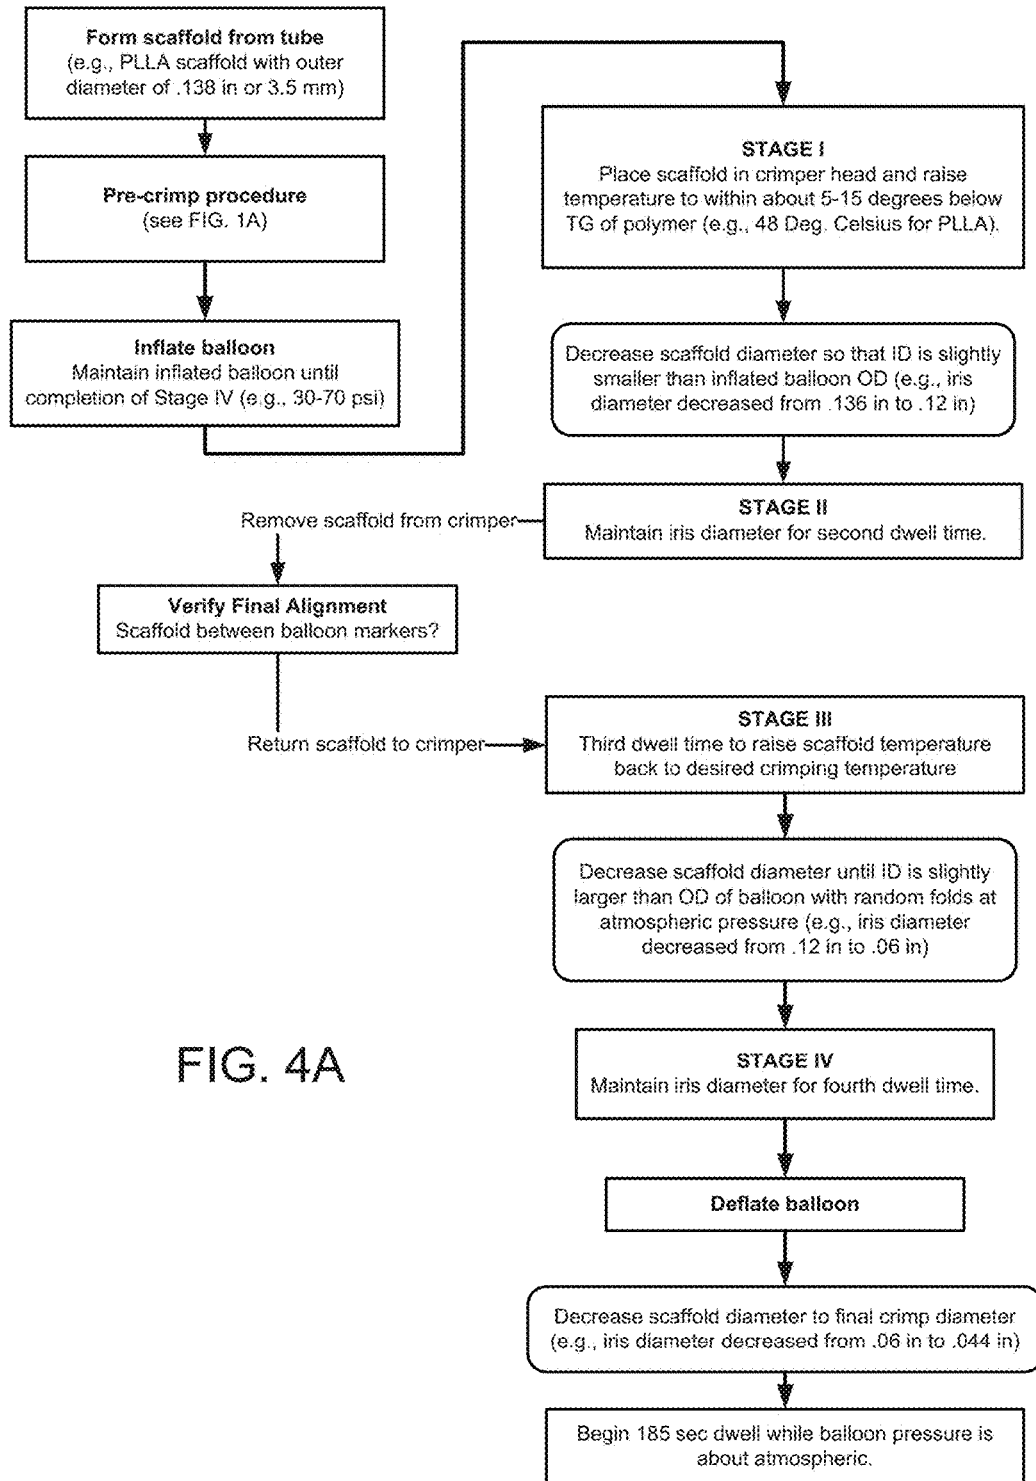 Form scaffold from tube
(e.g., PLLA scaffold with outer
diameter of .138 in or 3.5 mm)
Pre-crimp procedure
(see FIG. 1A)
Inflate balloon
Maintain inflated balloon until
completion of Stage IV (e.g., 30-70 psi)
STAGE I
Place scaffold in crimper head and raise
temperature to within about 5-15 degrees below
TG of polymer (e.g., 48 Deg. Celsius for PLLA).
Decrease scaffold diameter so that ID is slightly
smaller than inflated balloon OD (e.g., iris
diameter decreased from .136 in to .12 in)
STAGE II
Maintain iris diameter for second dwell time.
Remove scaffold from crimper
Verify Final Alignment
Scaffold between balloon markers?
Return scaffold to crimper
STAGE III
Third dwell time to raise scaffold temperature
back to desired crimping temperature
Decrease scaffold diameter until ID is slightly
larger than OD of balloon with random folds at
atmospheric pressure (e.g., iris diameter
decreased from .12 in to .06 in)
STAGE IV
Maintain iris diameter for fourth dwell time.
Deflate balloon
Decrease scaffold diameter to final crimp diameter
(e.g., iris diameter decreased from .06 in to .044 in)
Begin 185 sec dwell while balloon pressure is
about atmospheric.
FIG. 4A